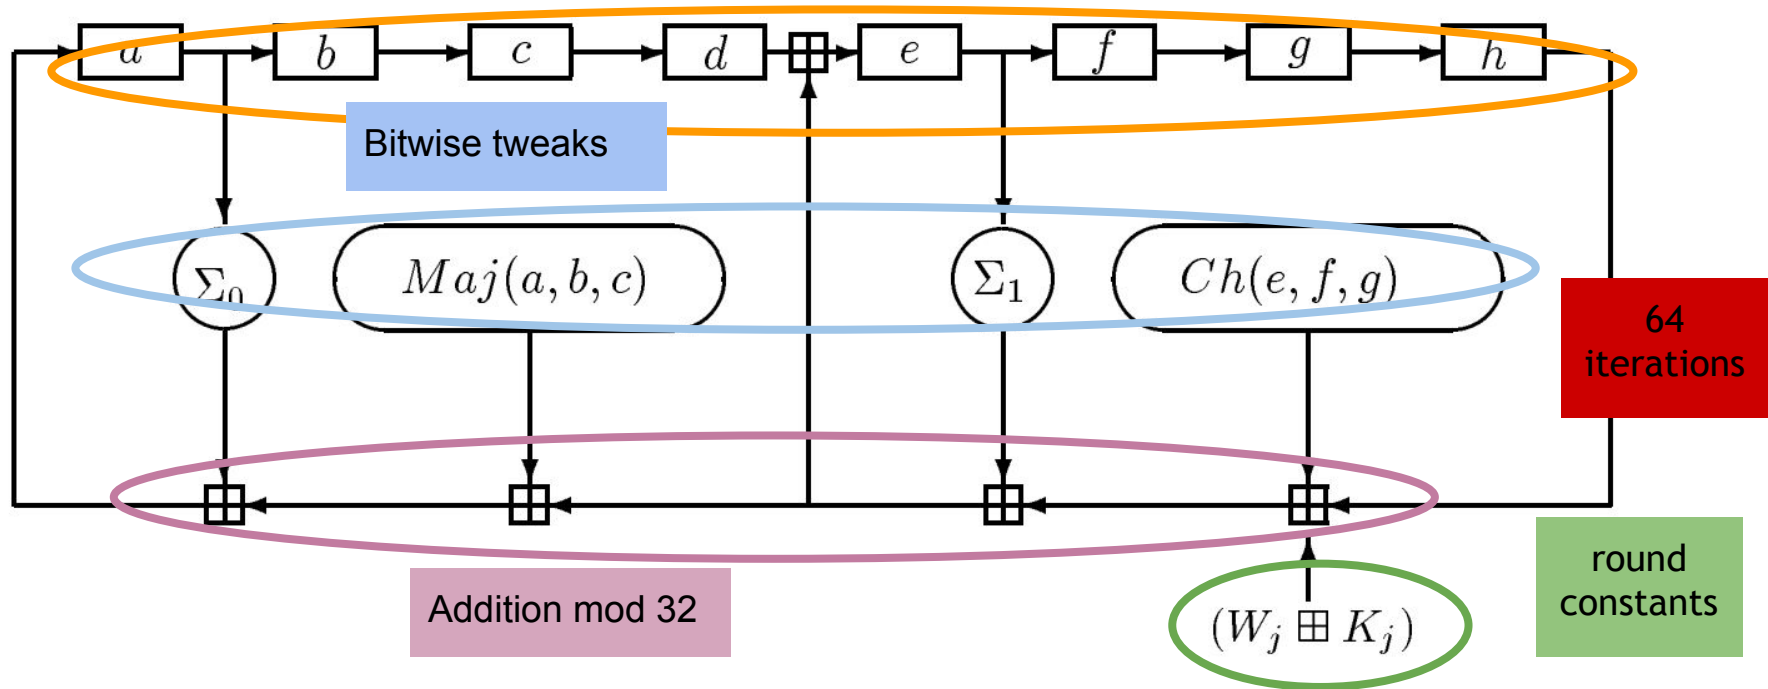 a b c d ⊞ e f g h
Bitwise tweaks
Σ₀ Maj(a, b, c) Σ₁ Ch(e, f, g)
64
iterations
⊞ ⊞ ⊞ ⊞
round
constants
Addition mod 32
(Wⱼ ⊞ Kⱼ)